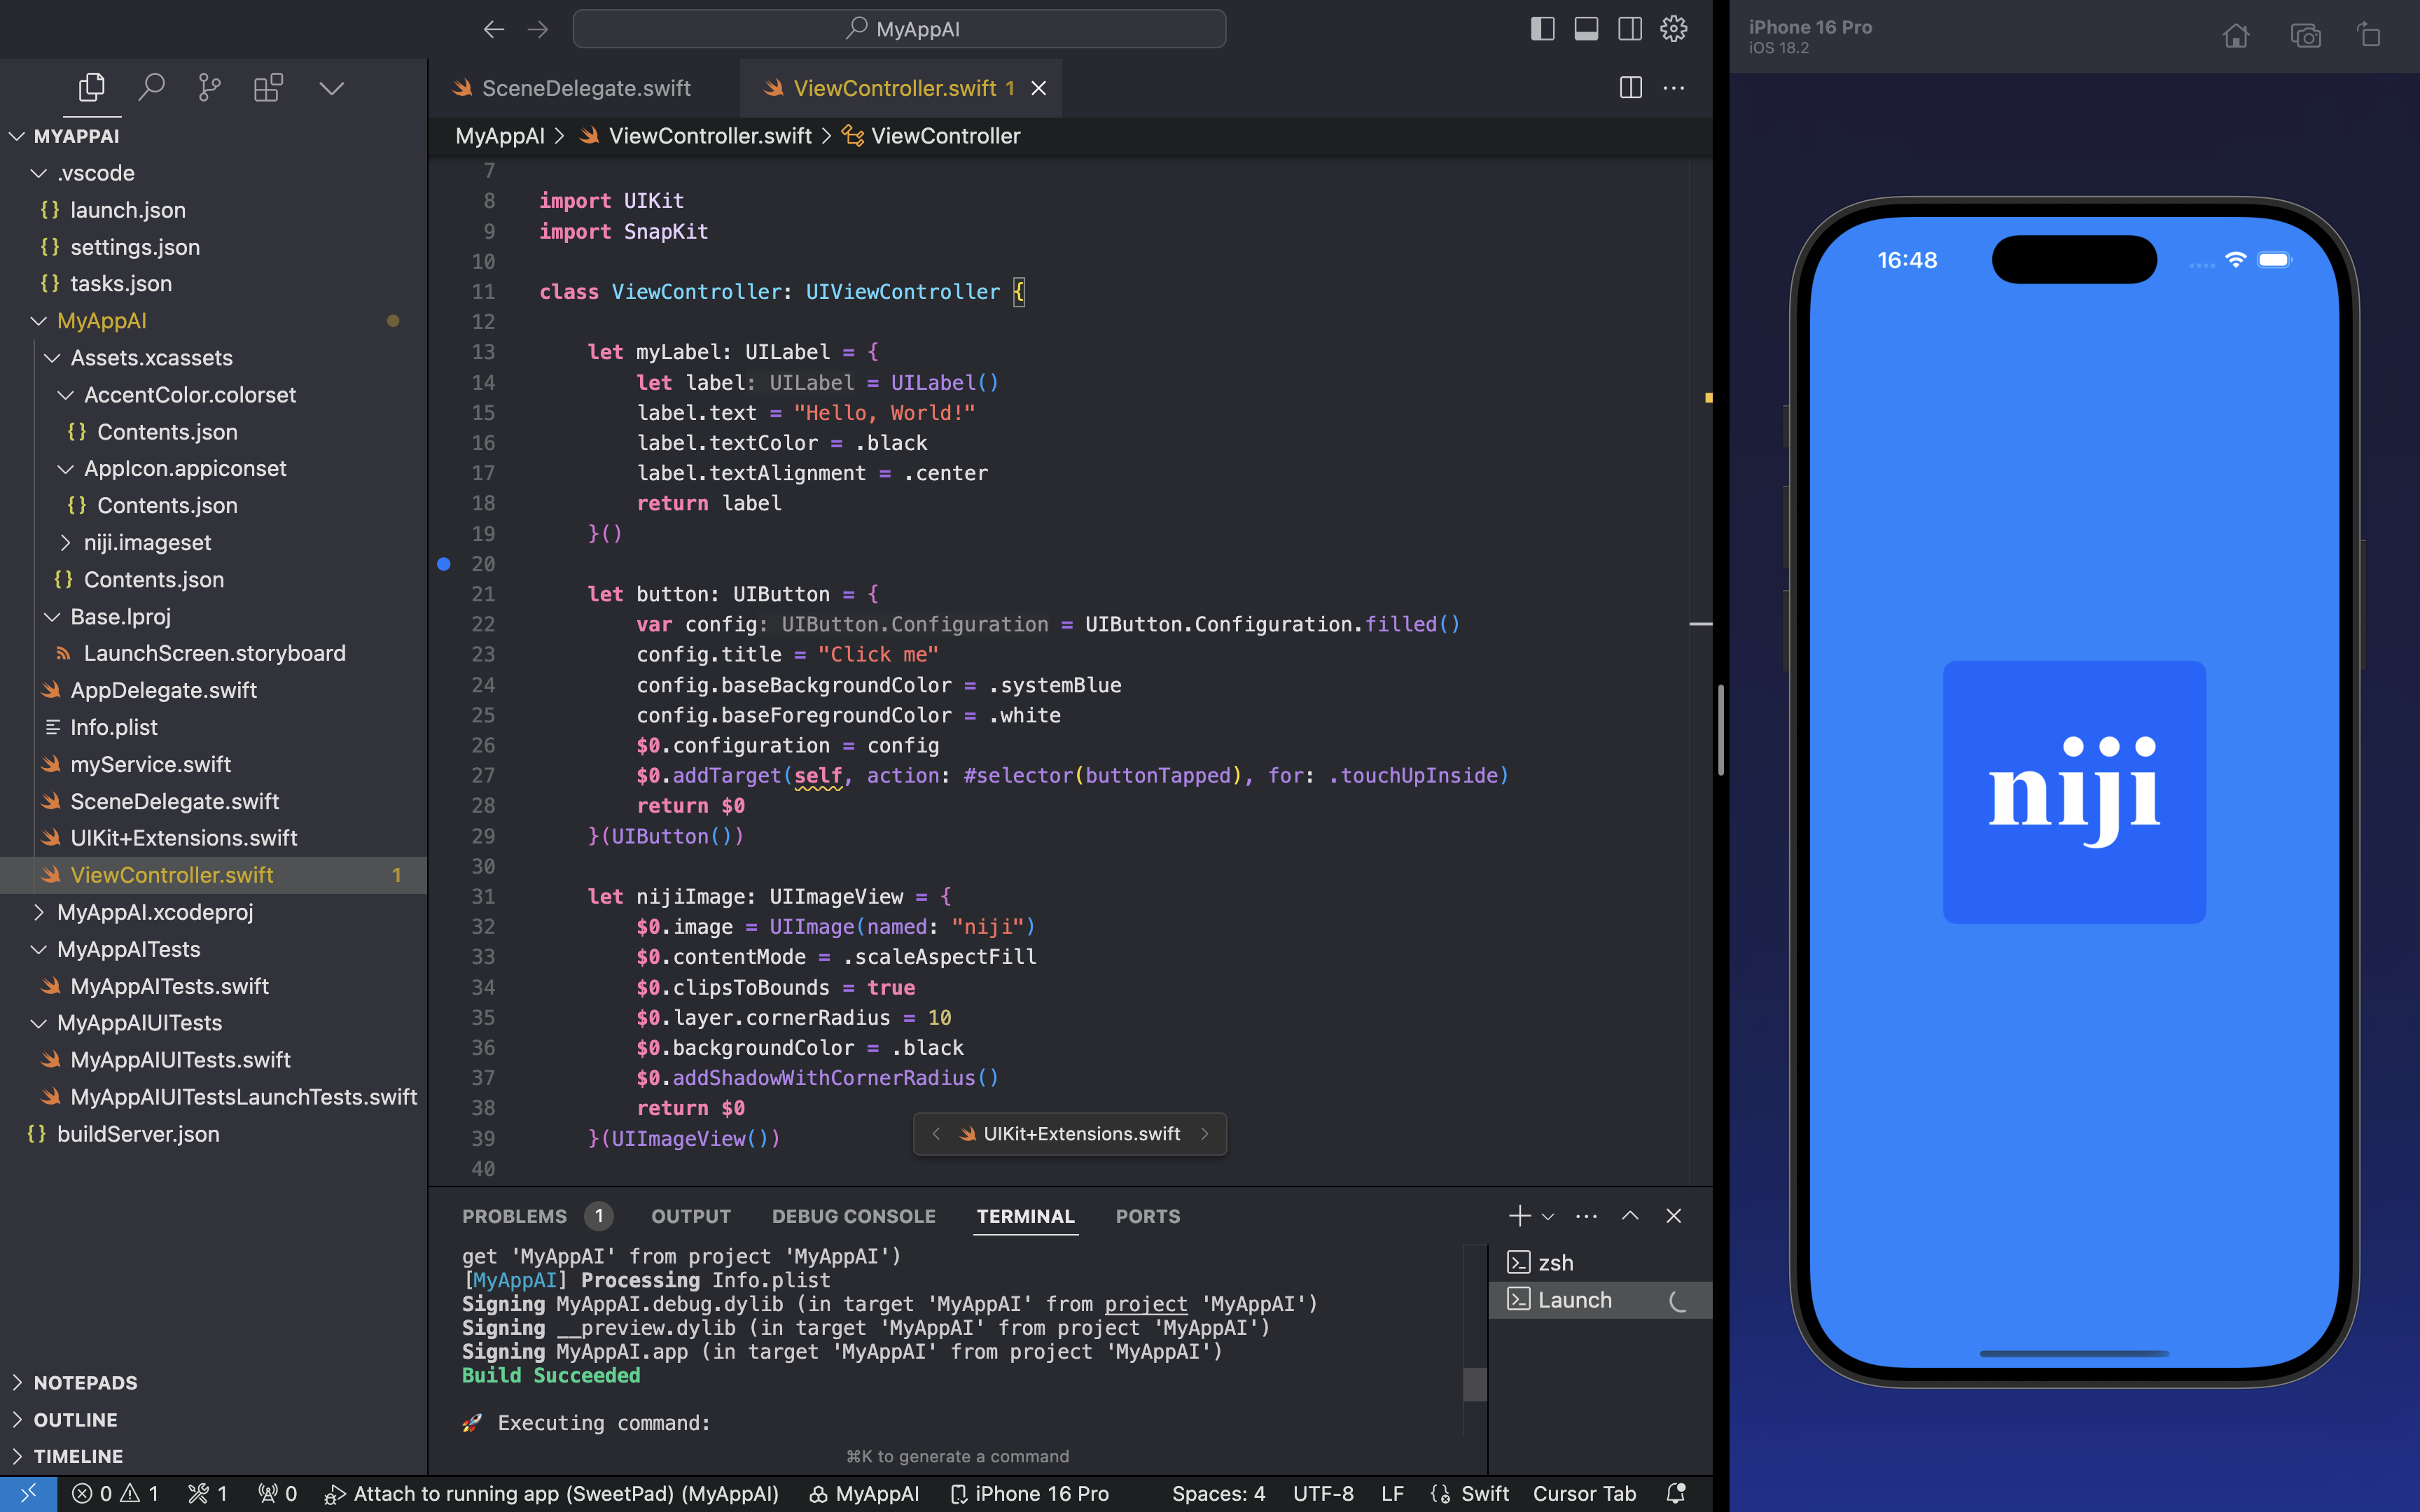 MyAppAI
MYAPPAI
.vscode
{} launch.json
{} settings.json
{} tasks.json
MyAppAI
Assets.xcassets
AccentColor.colorset
{} Contents.json
AppIcon.appiconset
{} Contents.json
niji.imageset
{} Contents.json
Base.lproj
LaunchScreen.storyboard
AppDelegate.swift
Info.plist
myService.swift
SceneDelegate.swift
UIKit+Extensions.swift
ViewController.swift 1
MyAppAI.xcodeproj
MyAppAITests
MyAppAITests.swift
MyAppAIUITests
MyAppAIUITests.swift
MyAppAIUITestsLaunchTests.swift
{} buildServer.json
NOTEPADS
OUTLINE
TIMELINE
SceneDelegate.swift ViewController.swift 1
MyAppAI > ViewController.swift > ViewController
7
8 import UIKit
9 import SnapKit
10
11 class ViewController: UIViewController {
12
13 let myLabel: UILabel = {
14 let label: UILabel = UILabel()
15 label.text = "Hello, World!"
16 label.textColor = .black
17 label.textAlignment = .center
18 return label
19 }()
20
21 let button: UIButton = {
22 var config: UIButton.Configuration = UIButton.Configuration.filled()
23 config.title = "Click me"
24 config.baseBackgroundColor = .systemBlue
25 config.baseForegroundColor = .white
26 $0.configuration = config
27 $0.addTarget(self, action: #selector(buttonTapped), for: .touchUpInside)
28 return $0
29 }(UIButton())
30
31 let nijiImage: UIImageView = {
32 $0.image = UIImage(named: "niji")
33 $0.contentMode = .scaleAspectFill
34 $0.clipsToBounds = true
35 $0.layer.cornerRadius = 10
36 $0.backgroundColor = .black
37 $0.addShadowWithCornerRadius()
38 return $0
39 }(UIImageView())
40
UIKit+Extensions.swift
PROBLEMS 1 OUTPUT DEBUG CONSOLE TERMINAL PORTS
get 'MyAppAI' from project 'MyAppAI')
[MyAppAI] Processing Info.plist
Signing MyAppAI.debug.dylib (in target 'MyAppAI' from project 'MyAppAI')
Signing __preview.dylib (in target 'MyAppAI' from project 'MyAppAI')
Signing MyAppAI.app (in target 'MyAppAI' from project 'MyAppAI')
Build Succeeded
🚀 Executing command:
⌘K to generate a command
zsh
Launch
0 1 1 0 Attach to running app (SweetPad) (MyAppAI) MyAppAI iPhone 16 Pro Spaces: 4 UTF-8 LF Swift Cursor Tab
iPhone 16 Pro
iOS 18.2
16:48
niji